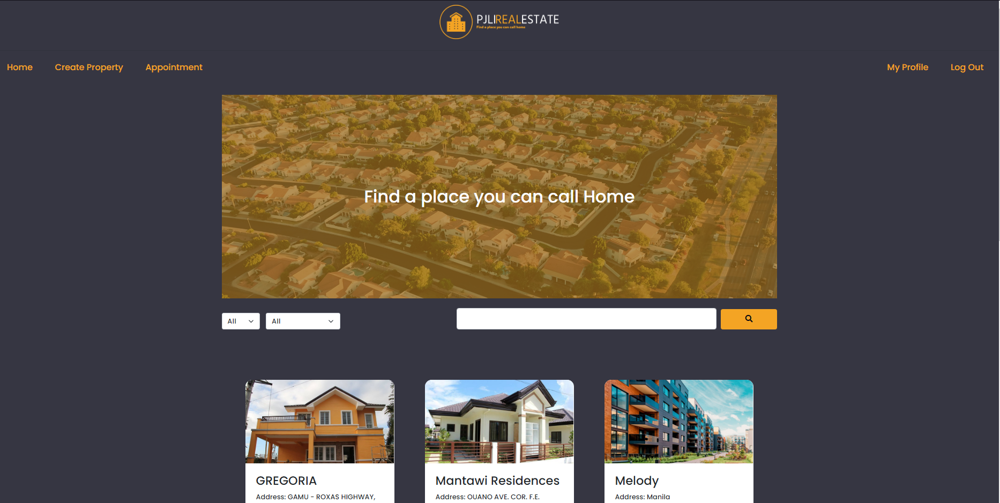 PJLIREALESTATE
Find a place you can call home
Home Create Property Appointment My Profile Log Out
Find a place you can call Home
All All
GREGORIA
Address: GAMU - ROXAS HIGHWAY,
Mantawi Residences
Address: OUANO AVE. COR. F.E.
Melody
Address: Manila